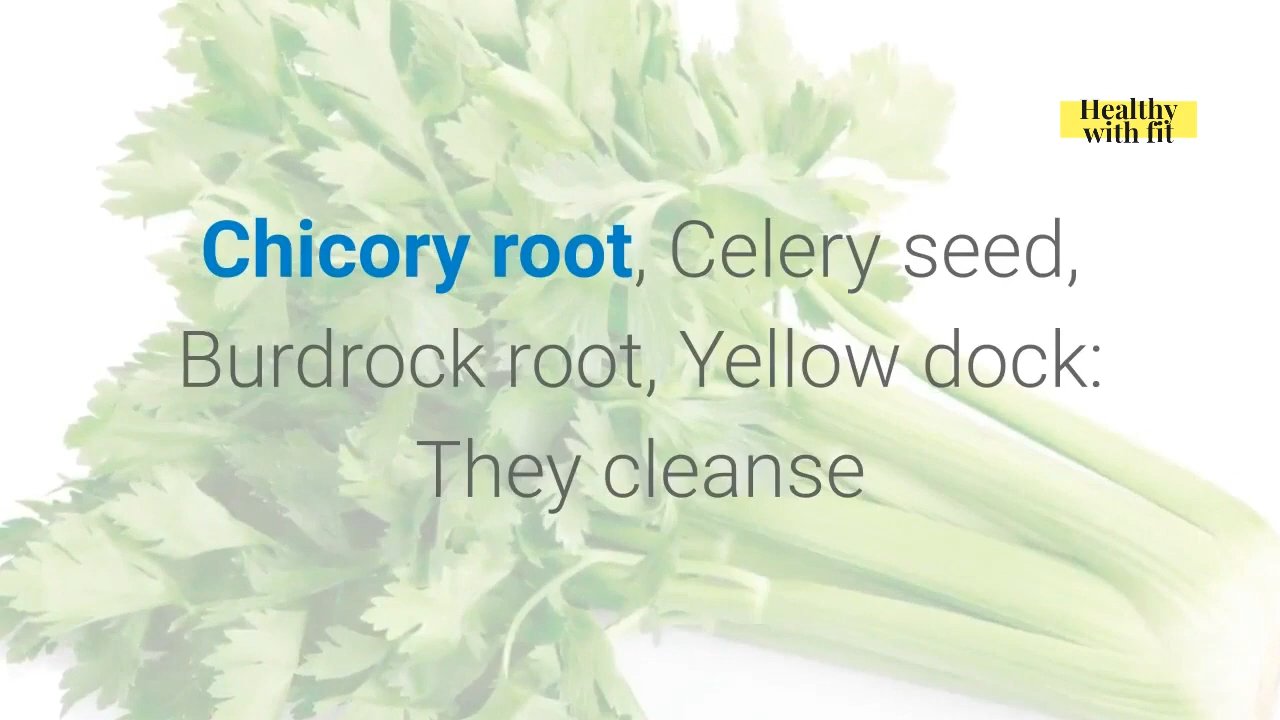 Healthy
with fit
Chicory root, Celery seed,
Burdrock root, Yellow dock:
They cleanse